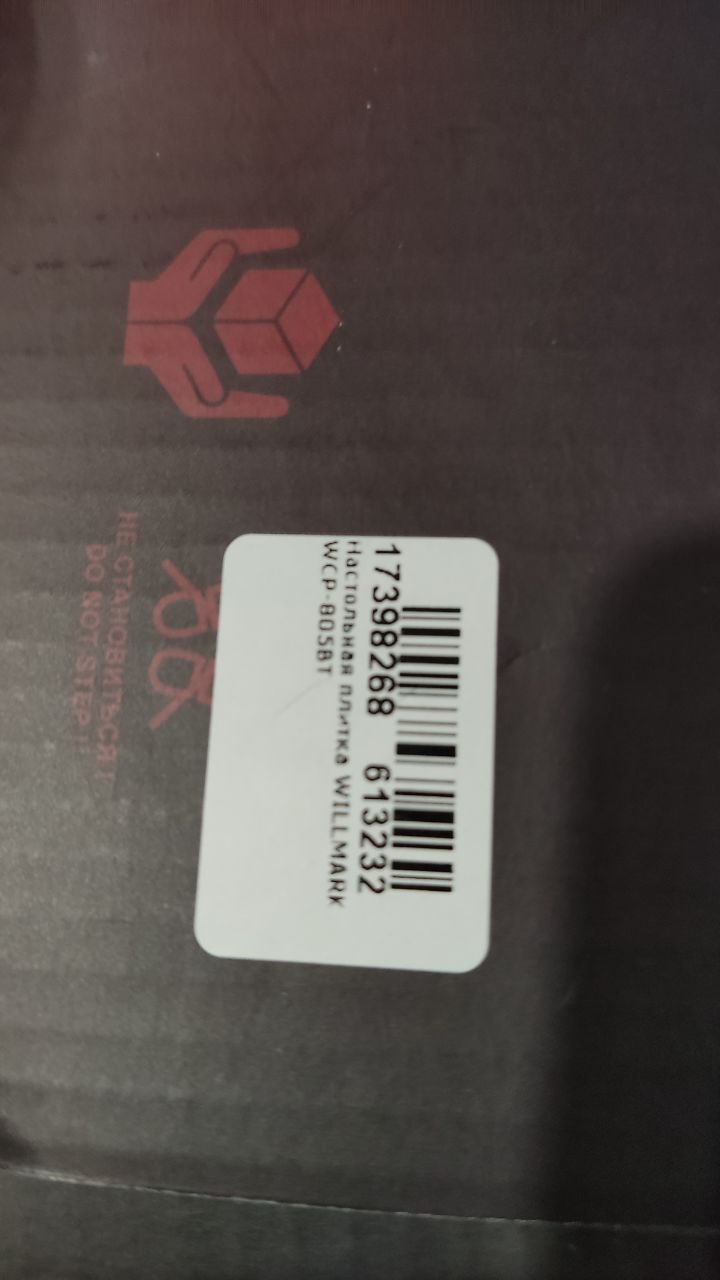 17398268 613232
Настольная плитка WILLMARK
WCP-805BT
НЕ СТАНОВИТЬСЯ!
DO NOT STEP!